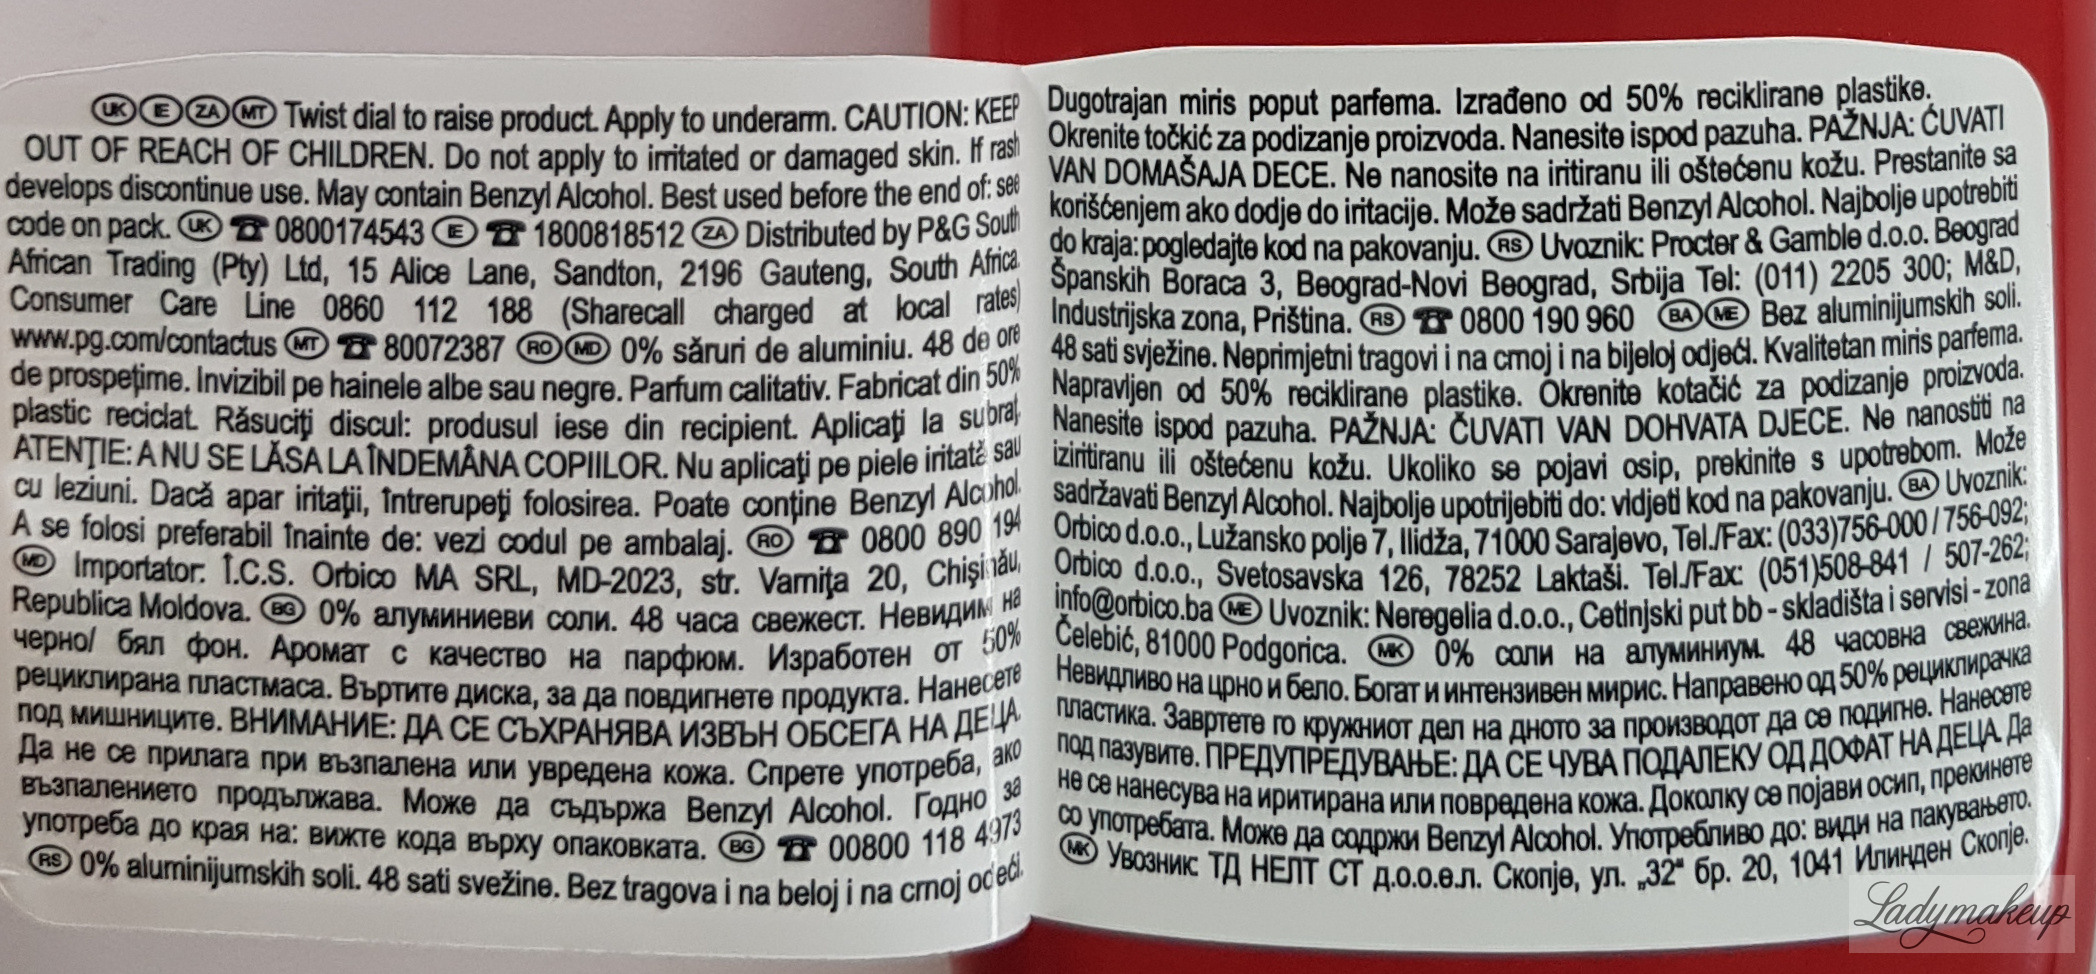 UK IE ZA MT Twist dial to raise product. Apply to underarm. CAUTION: KEEP
OUT OF REACH OF CHILDREN. Do not apply to irritated or damaged skin. If rash
develops discontinue use. May contain Benzyl Alcohol. Best used before the end of: see
code on pack. UK ☎ 0800174543 IE ☎ 1800818512 ZA Distributed by P&G South
African Trading (Pty) Ltd, 15 Alice Lane, Sandton, 2196 Gauteng, South Africa.
Consumer Care Line 0860 112 188 (Sharecall charged at local rates)
www.pg.com/contactus MT ☎ 80072387 RO MD 0% săruri de aluminiu. 48 de ore
de prospeţime. Invizibil pe hainele albe sau negre. Parfum calitativ. Fabricat din 50%
plastic reciclat. Răsuciţi discul: produsul iese din recipient. Aplicaţi la subraţ.
ATENŢIE: A NU SE LĂSA LA ÎNDEMÂNA COPIILOR. Nu aplicaţi pe piele iritată sau
cu leziuni. Dacă apar iritaţii, întrerupeţi folosirea. Poate conţine Benzyl Alcohol.
A se folosi preferabil înainte de: vezi codul pe ambalaj. RO ☎ 0800 890 194
MD Importator: Î.C.S. Orbico MA SRL, MD-2023, str. Varniţa 20, Chişinău,
Republica Moldova. BG 0% алуминиеви соли. 48 часа свежест. Невидим на
черно/ бял фон. Аромат с качество на парфюм. Изработен от 50%
рециклирана пластмаса. Въртите диска, за да повдигнете продукта. Нанесете
под мишниците. ВНИМАНИЕ: ДА СЕ СЪХРАНЯВА ИЗВЪН ОБСЕГА НА ДЕЦА.
Да не се прилага при възпалена или увредена кожа. Спрете употреба, ако
възпалението продължава. Може да съдържа Benzyl Alcohol. Годно за
употреба до края на: вижте кода върху опаковката. BG ☎ 00800 118 4973
RS 0% aluminijumskih soli. 48 sati svežine. Bez tragova i na beloj i na crnoj odeći.
Dugotrajan miris poput parfema. Izrađeno od 50% reciklirane plastike.
Okrenite točkić za podizanje proizvoda. Nanesite ispod pazuha. PAŽNJA: ČUVATI
VAN DOMAŠAJA DECE. Ne nanosite na iritiranu ili oštećenu kožu. Prestanite sa
korišćenjem ako dodje do iritacije. Može sadržati Benzyl Alcohol. Najbolje upotrebiti
do kraja: pogledajte kod na pakovanju. RS Uvoznik: Procter & Gamble d.o.o. Beograd
Španskih Boraca 3, Beograd-Novi Beograd, Srbija Tel: (011) 2205 300; M&D,
Industrijska zona, Priština. RS ☎ 0800 190 960 BA ME Bez aluminijumskih soli.
48 sati svježine. Neprimjetni tragovi i na crnoj i na bijeloj odjeći. Kvalitetan miris parfema.
Napravljen od 50% reciklirane plastike. Okrenite kotačić za podizanje proizvoda.
Nanesite ispod pazuha. PAŽNJA: ČUVATI VAN DOHVATA DJECE. Ne nanositi na
iziritiranu ili oštećenu kožu. Ukoliko se pojavi osip, prekinite s upotrebom. Može
sadržavati Benzyl Alcohol. Najbolje upotrijebiti do: vidjeti kod na pakovanju. BA Uvoznik:
Orbico d.o.o., Lužansko polje 7, Ilidža, 71000 Sarajevo, Tel./Fax: (033)756-000 / 756-092;
Orbico d.o.o., Svetosavska 126, 78252 Laktaši. Tel./Fax: (051)508-841 / 507-262;
info@orbico.ba ME Uvoznik: Neregelia d.o.o., Cetinjski put bb - skladišta i servisi - zona
Čelebić, 81000 Podgorica. MK 0% соли на алуминиум. 48 часовна свежина.
Невидливо на црно и бело. Богат и интензивен мирис. Направено од 50% рециклирачка
пластика. Завртете го кружниот дел на дното за производот да се подигне. Нанесете
под пазувите. ПРЕДУПРЕДУВАЊЕ: ДА СЕ ЧУВА ПОДАЛЕКУ ОД ДОФАТ НА ДЕЦА. Да
не се нанесува на иритирана или повредена кожа. Доколку се појави осип, прекинете
со употребата. Може да содржи Benzyl Alcohol. Употребливо до: види на пакувањето.
MK Увозник: ТД НЕЛТ СТ д.о.о.е.л. Скопје, ул. „32“ бр. 20, 1041 Илинден Скопје.
Ladymakeup